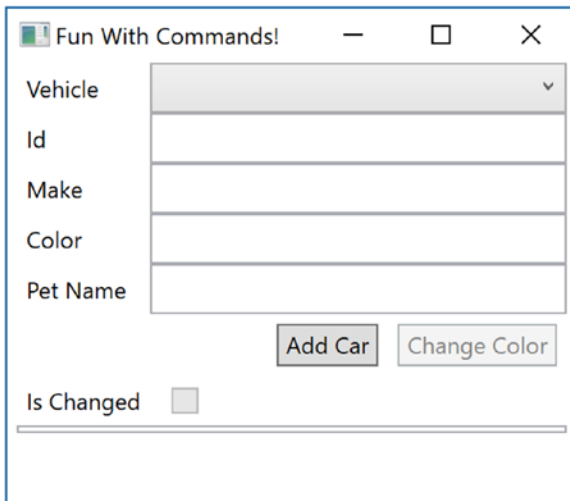 Fun With Commands!
Vehicle
Id
Make
Color
Pet Name
Add Car Change Color
Is Changed